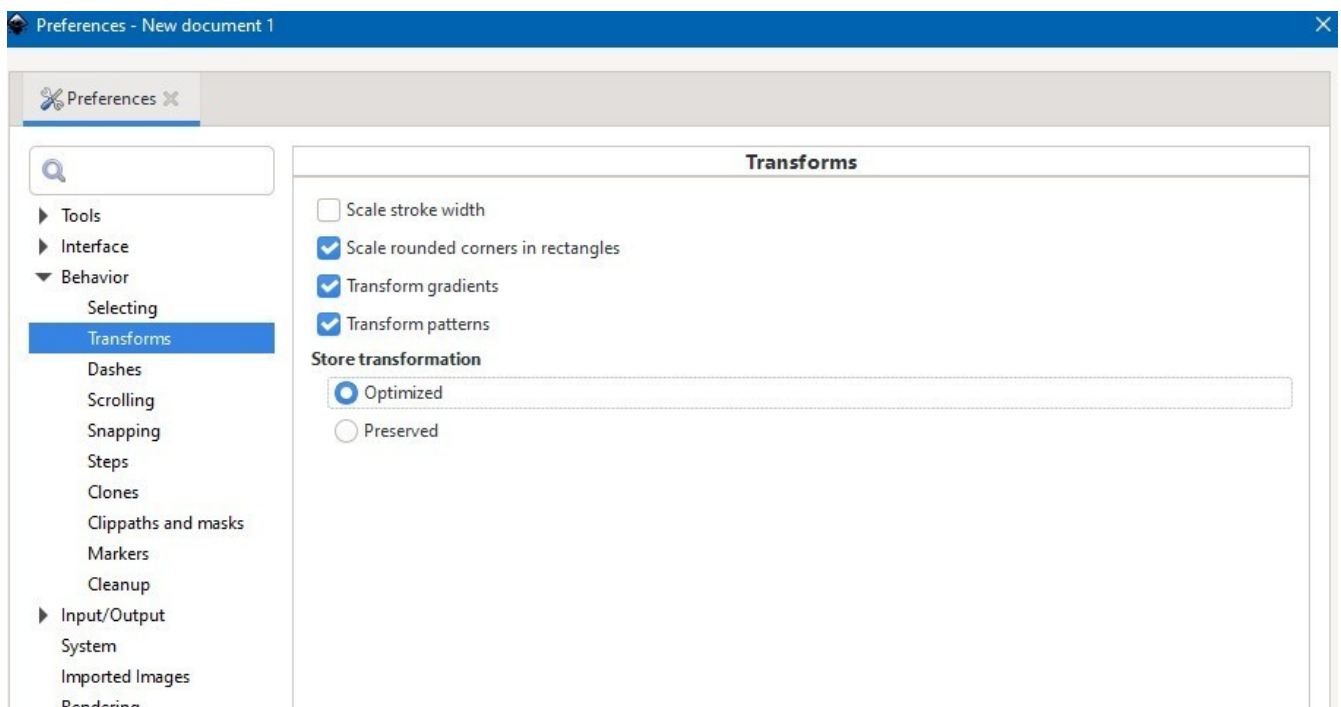 Preferences - New document 1
Preferences
Transforms
Tools
Interface
Behavior
Selecting
Transforms
Dashes
Scrolling
Snapping
Steps
Clones
Clippaths and masks
Markers
Cleanup
Input/Output
System
Imported Images
Rendering
Scale stroke width
Scale rounded corners in rectangles
Transform gradients
Transform patterns
Store transformation
Optimized
Preserved